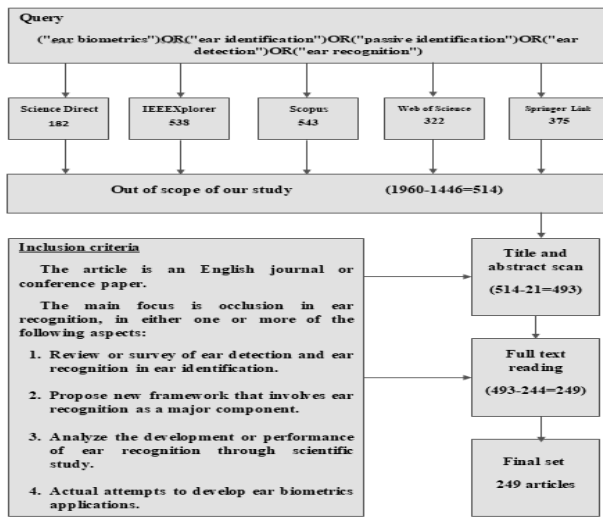 Query
("ear biometrics")OR("ear identification")OR("passive identification")OR("ear
detection")OR("ear recognition")
Science Direct
182
IEEEXplorer
538
Scopus
543
Web of Science
322
Springer Link
375
Out of scope of our study (1960-1446=514)
Inclusion criteria
The article is an English journal or
conference paper.
The main focus is occlusion in ear
recognition, in either one or more of the
following aspects:
1. Review or survey of ear detection and ear
recognition in ear identification.
2. Propose new framework that involves ear
recognition as a major component.
3. Analyze the development or performance
of ear recognition through scientific
study.
4. Actual attempts to develop ear biometrics
applications.
Title and
abstract scan
(514-21=493)
Full text
reading
(493-244=249)
Final set
249 articles